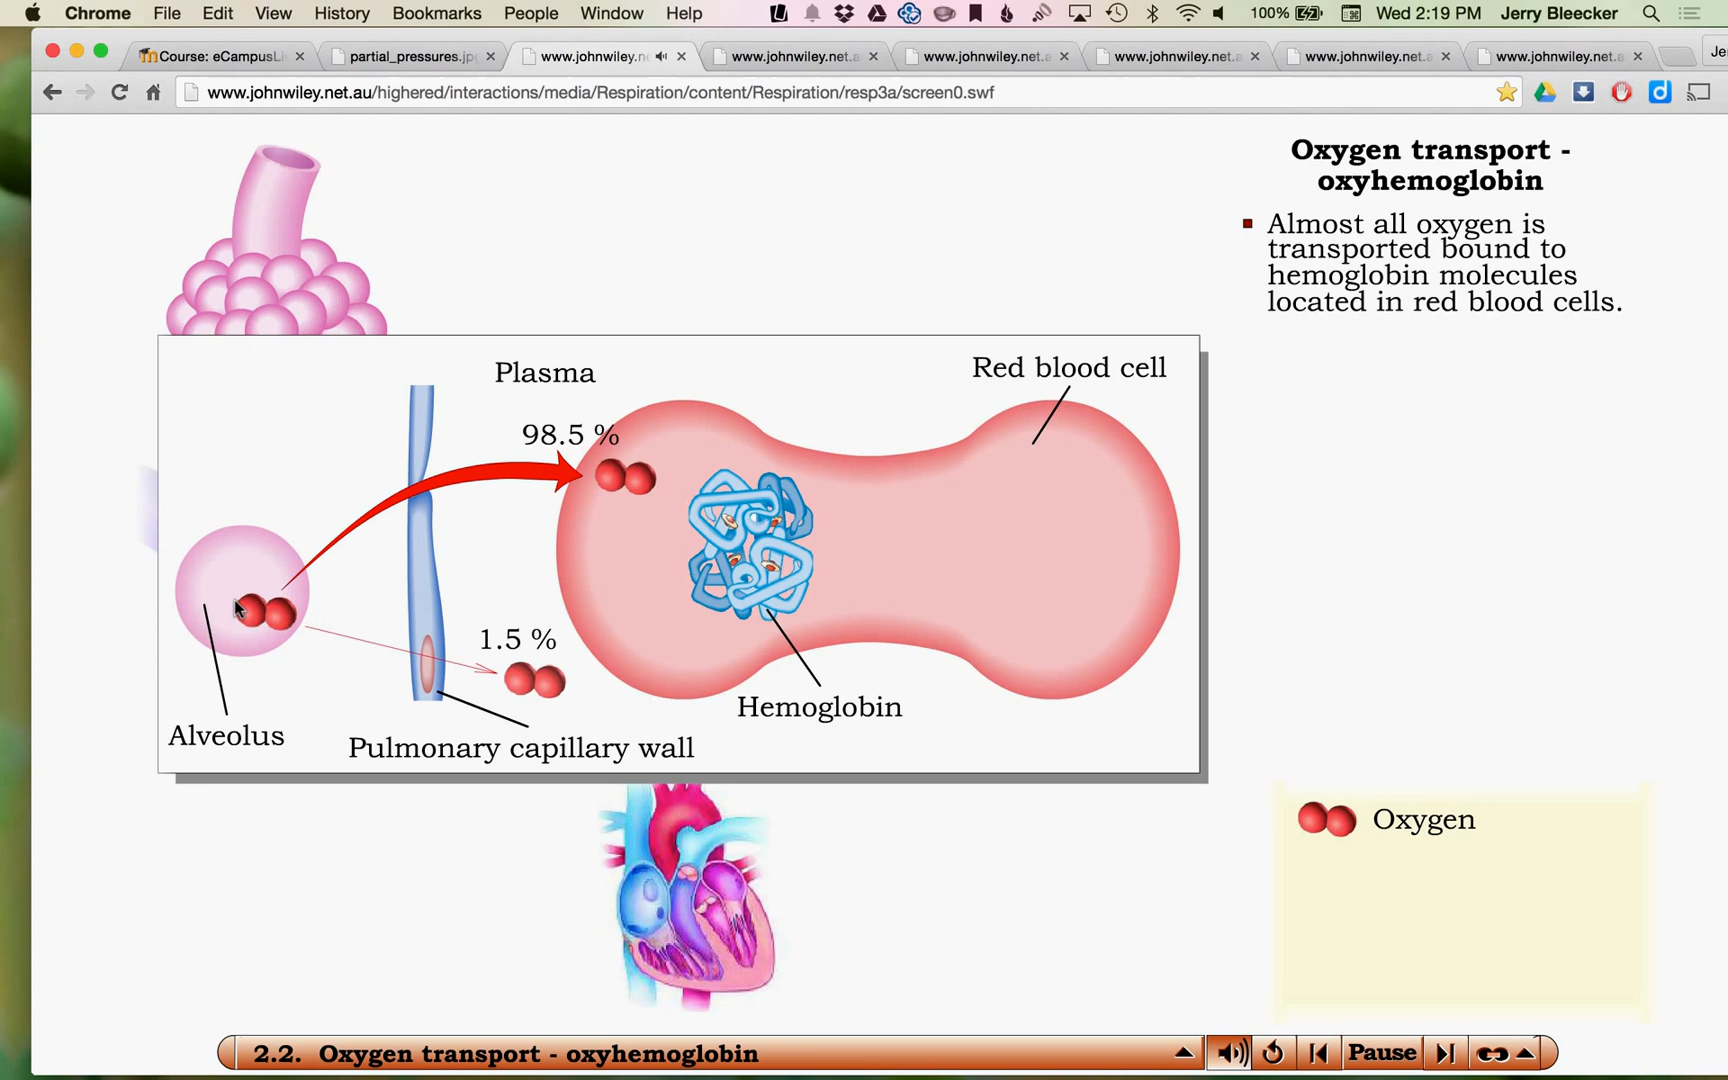 Chrome File Edit View History Bookmarks People Window Help 100% Wed 2:19 PM Jerry Bleecker
Course: eCampusLi partial_pressures.jp www.johnwiley.ne www.johnwiley.net.a www.johnwiley.net.a www.johnwiley.net.a www.johnwiley.net.a www.johnwiley.net.a Je
www.johnwiley.net.au/highered/interactions/media/Respiration/content/Respiration/resp3a/screen0.swf
Oxygen transport -
oxyhemoglobin
Almost all oxygen is
transported bound to
hemoglobin molecules
located in red blood cells.
Plasma
Red blood cell
98.5 %
1.5 %
Hemoglobin
Alveolus
Pulmonary capillary wall
Oxygen
2.2. Oxygen transport - oxyhemoglobin Pause